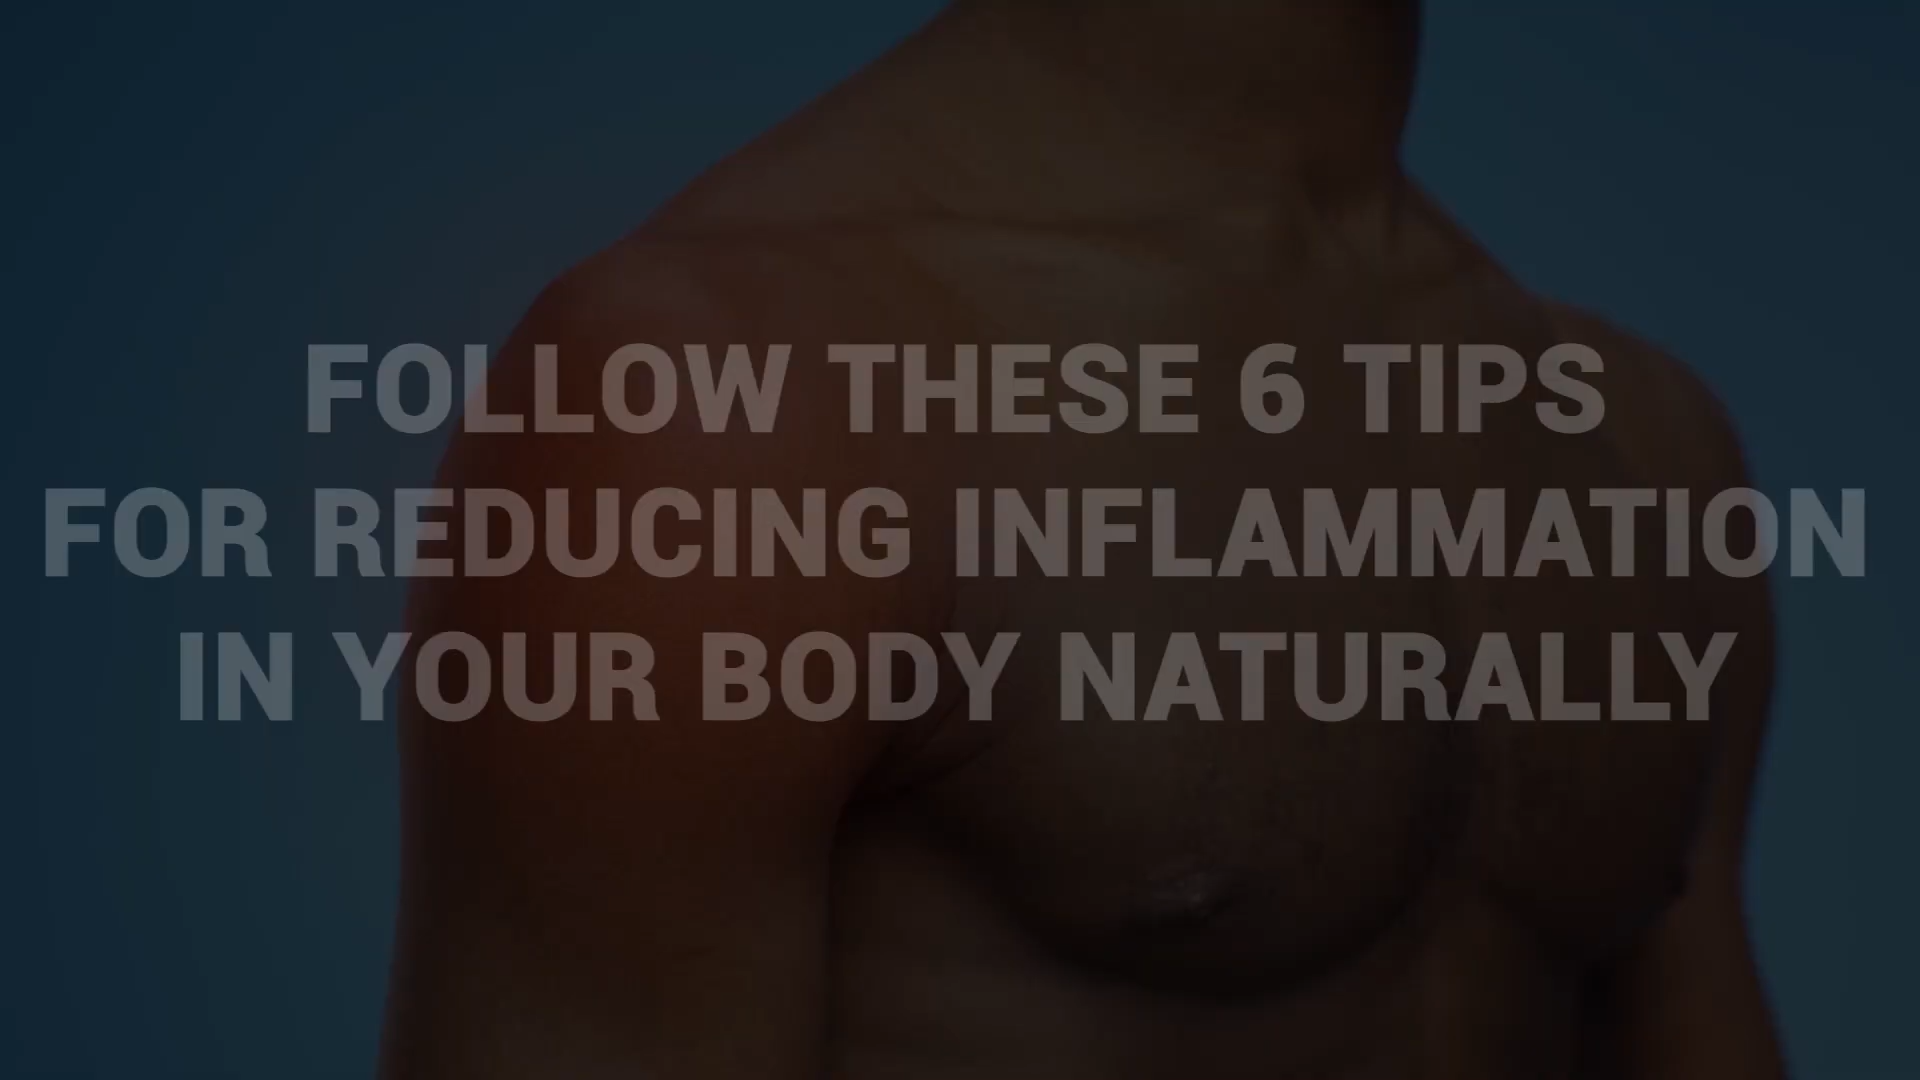 FOLLOW THESE 6 TIPS
FOR REDUCING INFLAMMATION
IN YOUR BODY NATURALLY